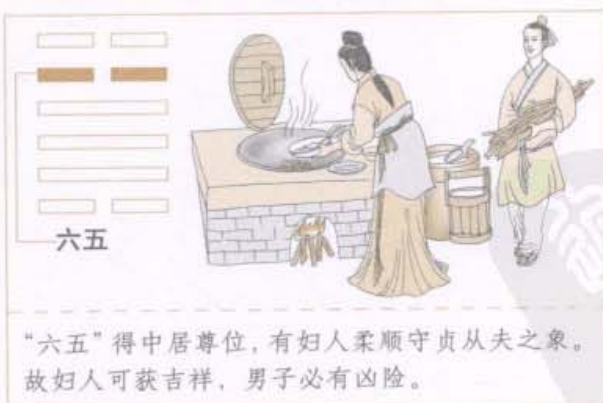 六五
“六五”得中居尊位，有妇人柔顺守贞从夫之象。
故妇人可获吉祥，男子必有凶险。